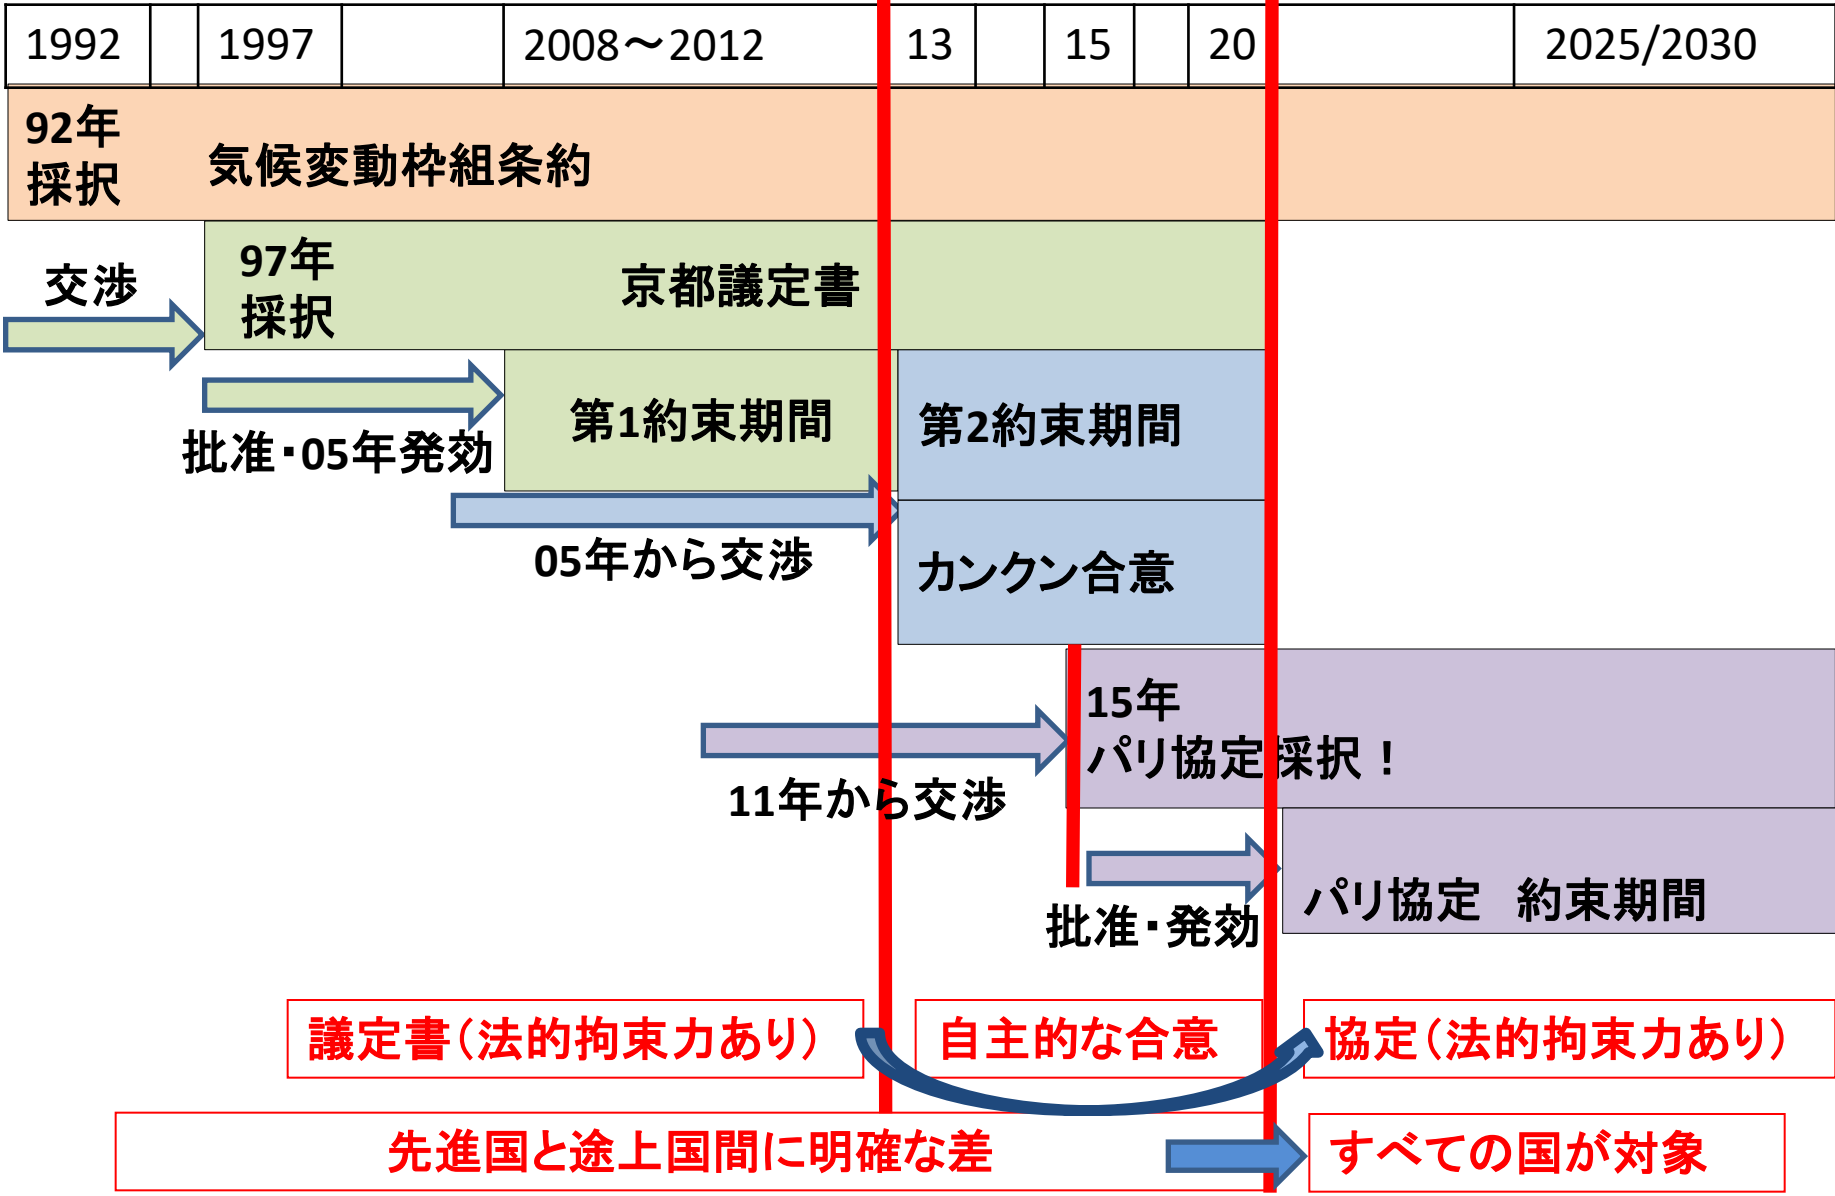 1992 1997 2008～2012 13 15 20 2025/2030
92年
採択
気候変動枠組条約
97年
採択
京都議定書
交渉
批准・05年発効
第1約束期間
第2約束期間
05年から交渉
カンクン合意
15年
パリ協定採択！
11年から交渉
批准・発効
パリ協定　約束期間
議定書（法的拘束力あり）
自主的な合意
協定（法的拘束力あり）
先進国と途上国間に明確な差
すべての国が対象